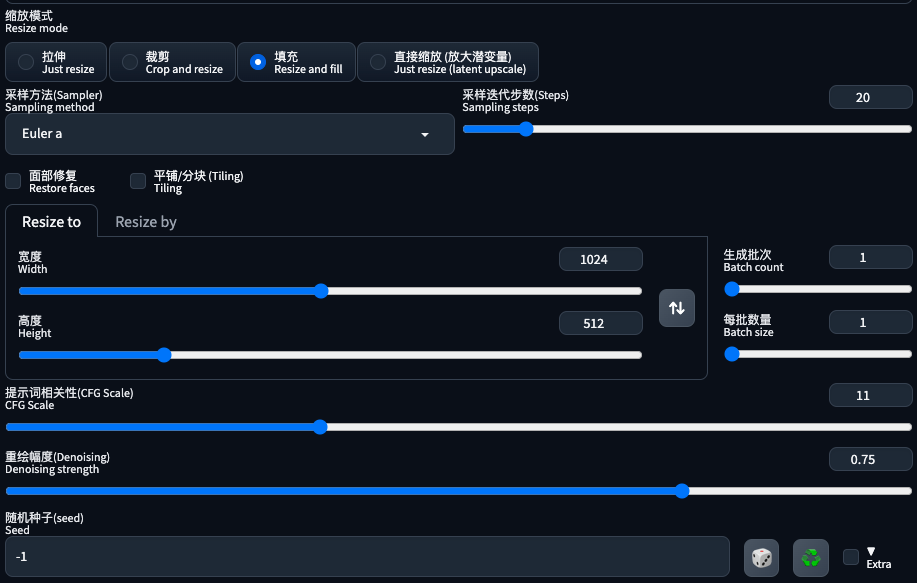 缩放模式
Resize mode
拉伸
Just resize
裁剪
Crop and resize
填充
Resize and fill
直接缩放 (放大潜变量)
Just resize (latent upscale)
采样方法(Sampler)
Sampling method
Euler a
采样迭代步数(Steps)
Sampling steps
20
面部修复
Restore faces
平铺/分块 (Tiling)
Tiling
Resize to
Resize by
宽度
Width
1024
高度
Height
512
生成批次
Batch count
1
每批数量
Batch size
1
提示词相关性(CFG Scale)
CFG Scale
11
重绘幅度(Denoising)
Denoising strength
0.75
随机种子(seed)
Seed
-1
▼
Extra